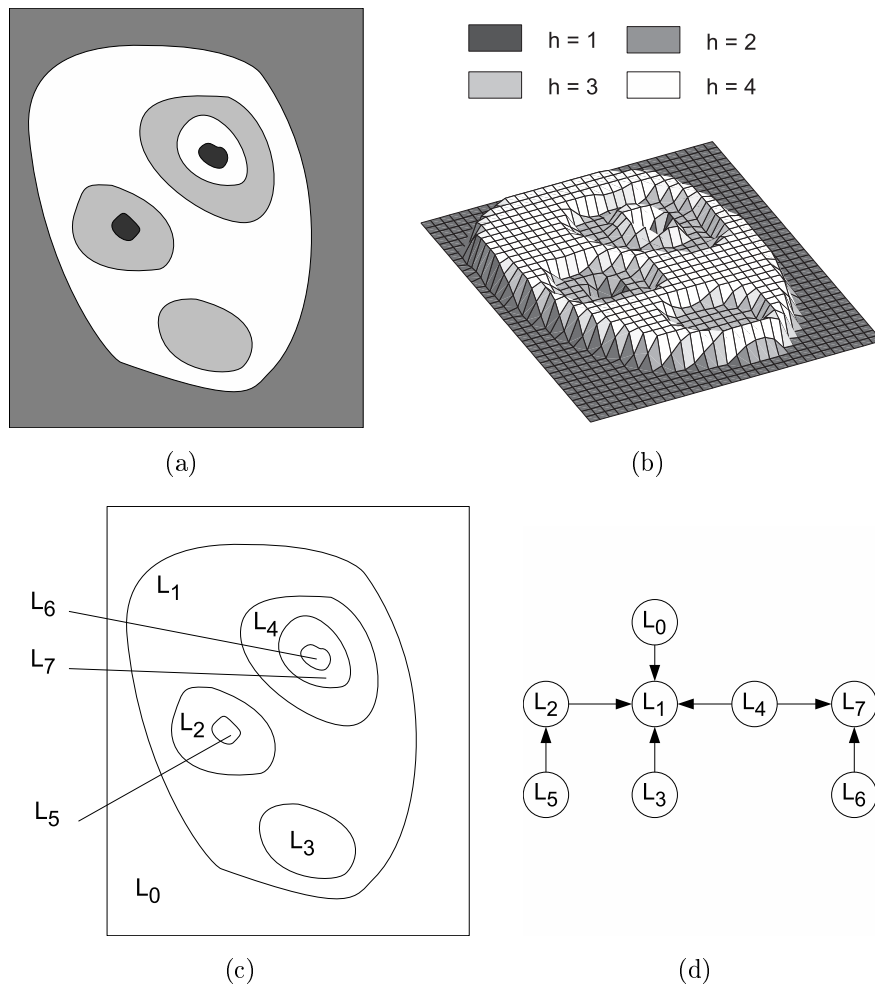 h = 1 h = 2
h = 3 h = 4
(a) (b)
L1
L6
L4
L7
L2
L5
L3
L0
L0
L2 L1 L4 L7
L5 L3 L6
(c) (d)